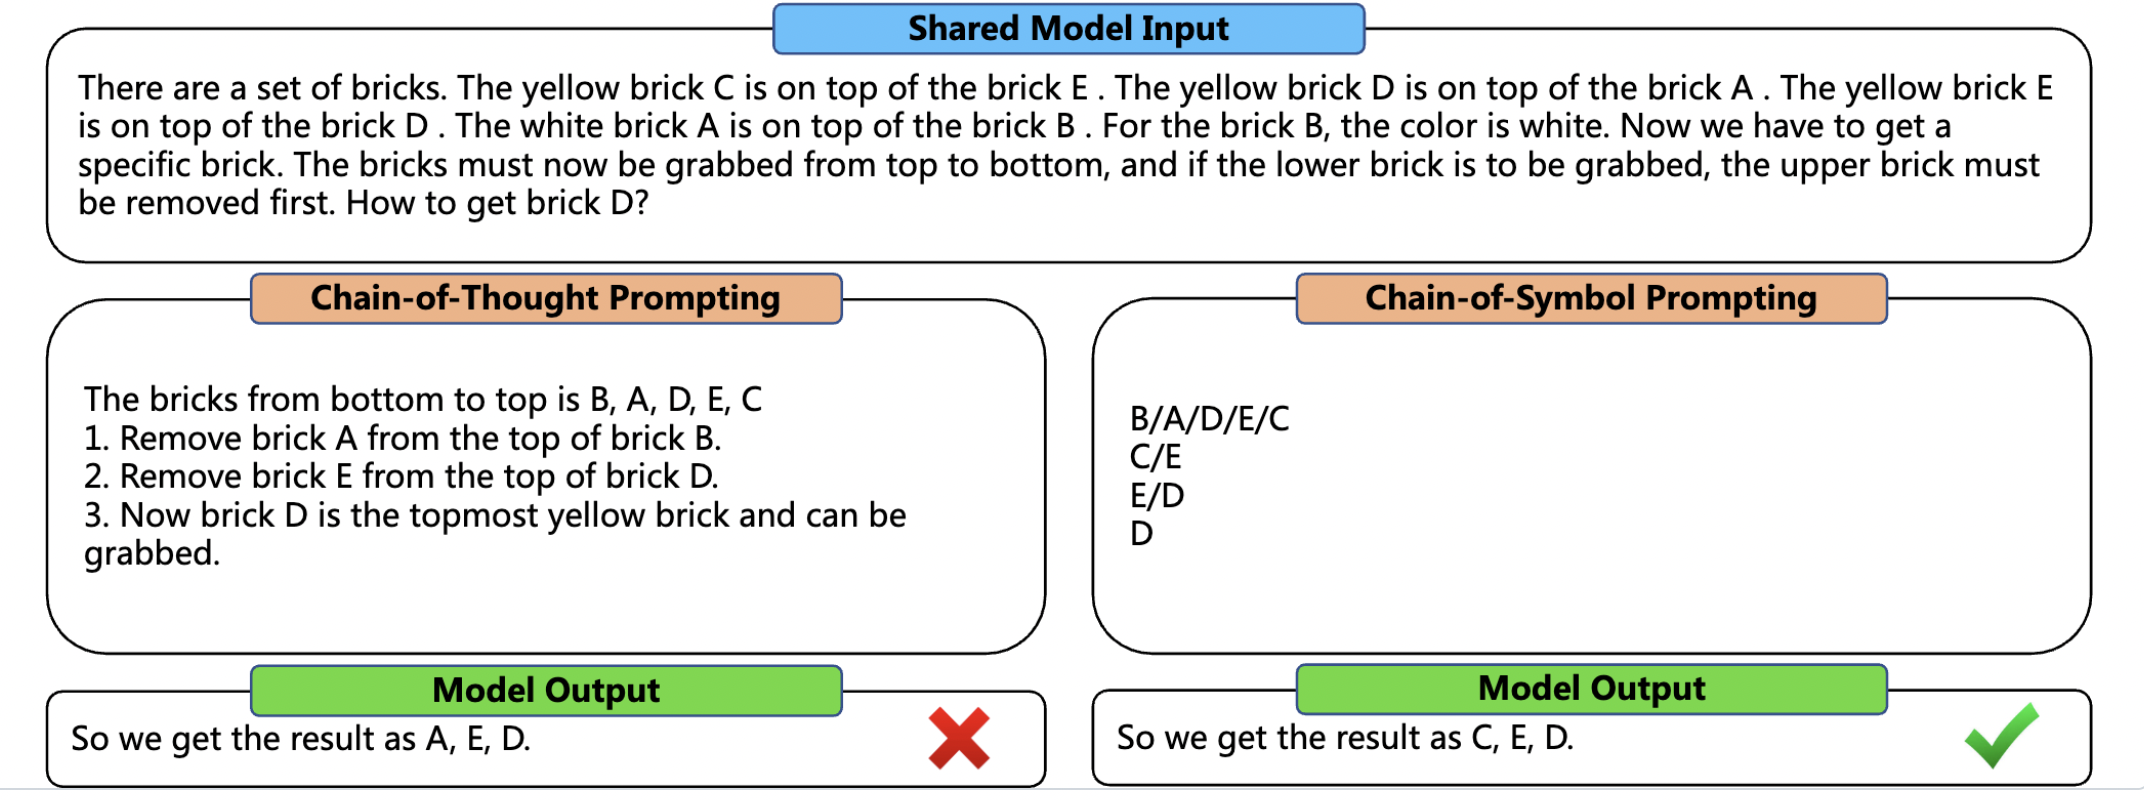 Shared Model Input
There are a set of bricks. The yellow brick C is on top of the brick E . The yellow brick D is on top of the brick A . The yellow brick E
is on top of the brick D . The white brick A is on top of the brick B . For the brick B, the color is white. Now we have to get a
specific brick. The bricks must now be grabbed from top to bottom, and if the lower brick is to be grabbed, the upper brick must
be removed first. How to get brick D?
Chain-of-Thought Prompting
The bricks from bottom to top is B, A, D, E, C
1. Remove brick A from the top of brick B.
2. Remove brick E from the top of brick D.
3. Now brick D is the topmost yellow brick and can be
grabbed.
Model Output
So we get the result as A, E, D.
Chain-of-Symbol Prompting
B/A/D/E/C
C/E
E/D
D
Model Output
So we get the result as C, E, D.